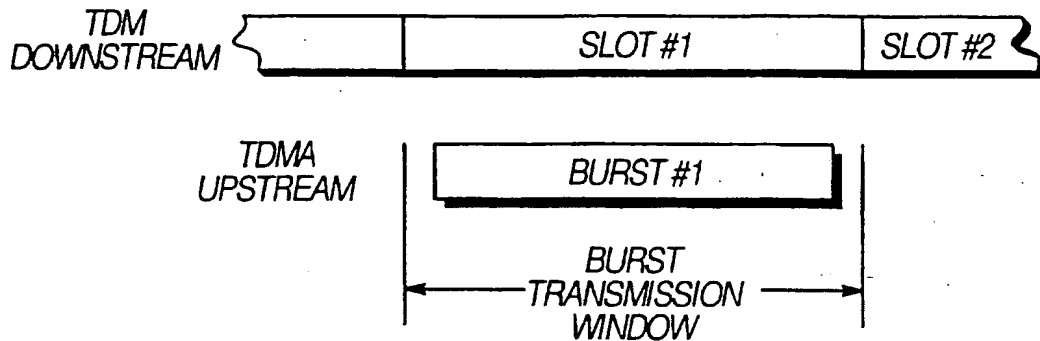 TDM
DOWNSTREAM
SLOT #1
SLOT #2
TDMA
UPSTREAM
BURST #1
BURST
TRANSMISSION
WINDOW